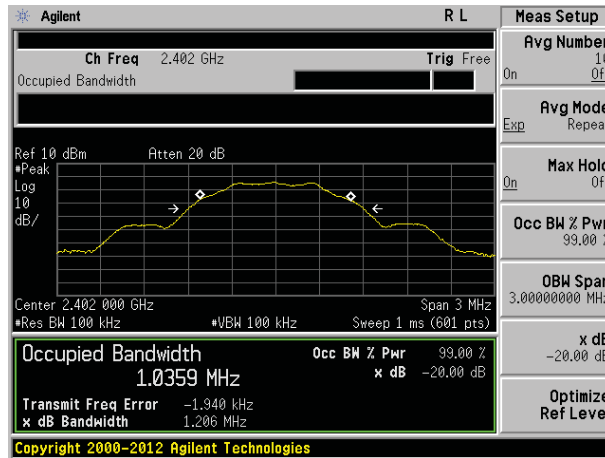 Agilent R L
Ch Freq 2.402 GHz Trig Free
Occupied Bandwidth
Ref 10 dBm Atten 20 dB
#Peak
Log
10
dB/
Center 2.402 000 GHz Span 3 MHz
#Res BW 100 kHz #VBW 100 kHz Sweep 1 ms (601 pts)
Occupied Bandwidth Occ BW % Pwr 99.00 %
1.0359 MHz x dB -20.00 dB
Transmit Freq Error -1.940 kHz
x dB Bandwidth 1.206 MHz
Copyright 2000-2012 Agilent Technologies
Meas Setup
Avg Number
On
Avg Mode
Exp Repea
Max Hold
On Of
Occ BW % Pwr
99.00 %
OBW Span
3.00000000 MHz
x dB
-20.00 dB
Optimize
Ref Leve